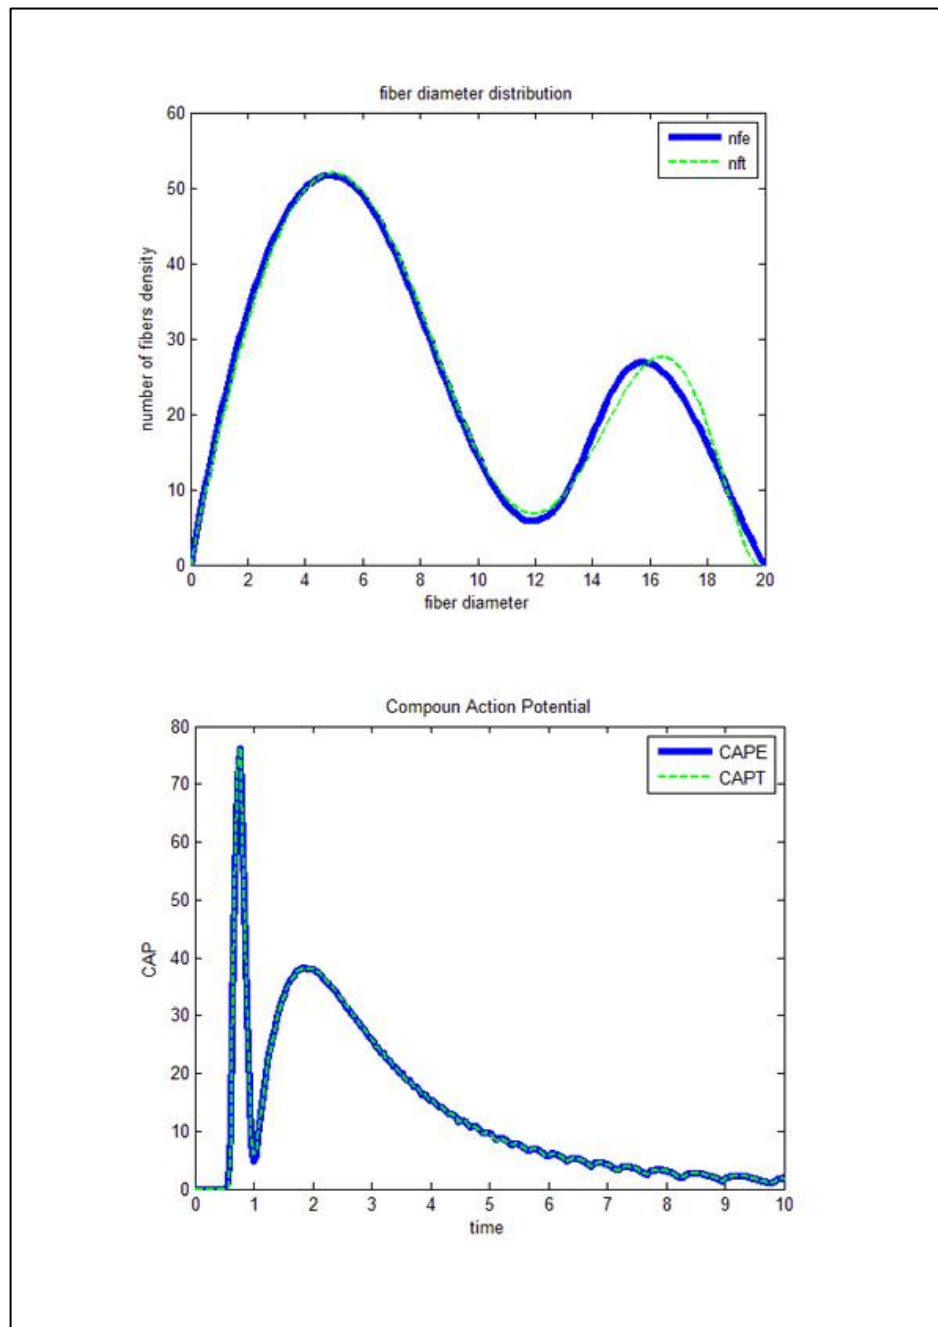 fiber diameter distribution
60
50
40
30
20
10
0
number of fibers density
nfe
nft
0 2 4 6 8 10 12 14 16 18 20
fiber diameter
Compoun Action Potential
80
70
60
50
40
30
20
10
0
CAP
CAPE
CAPT
0 1 2 3 4 5 6 7 8 9 10
time